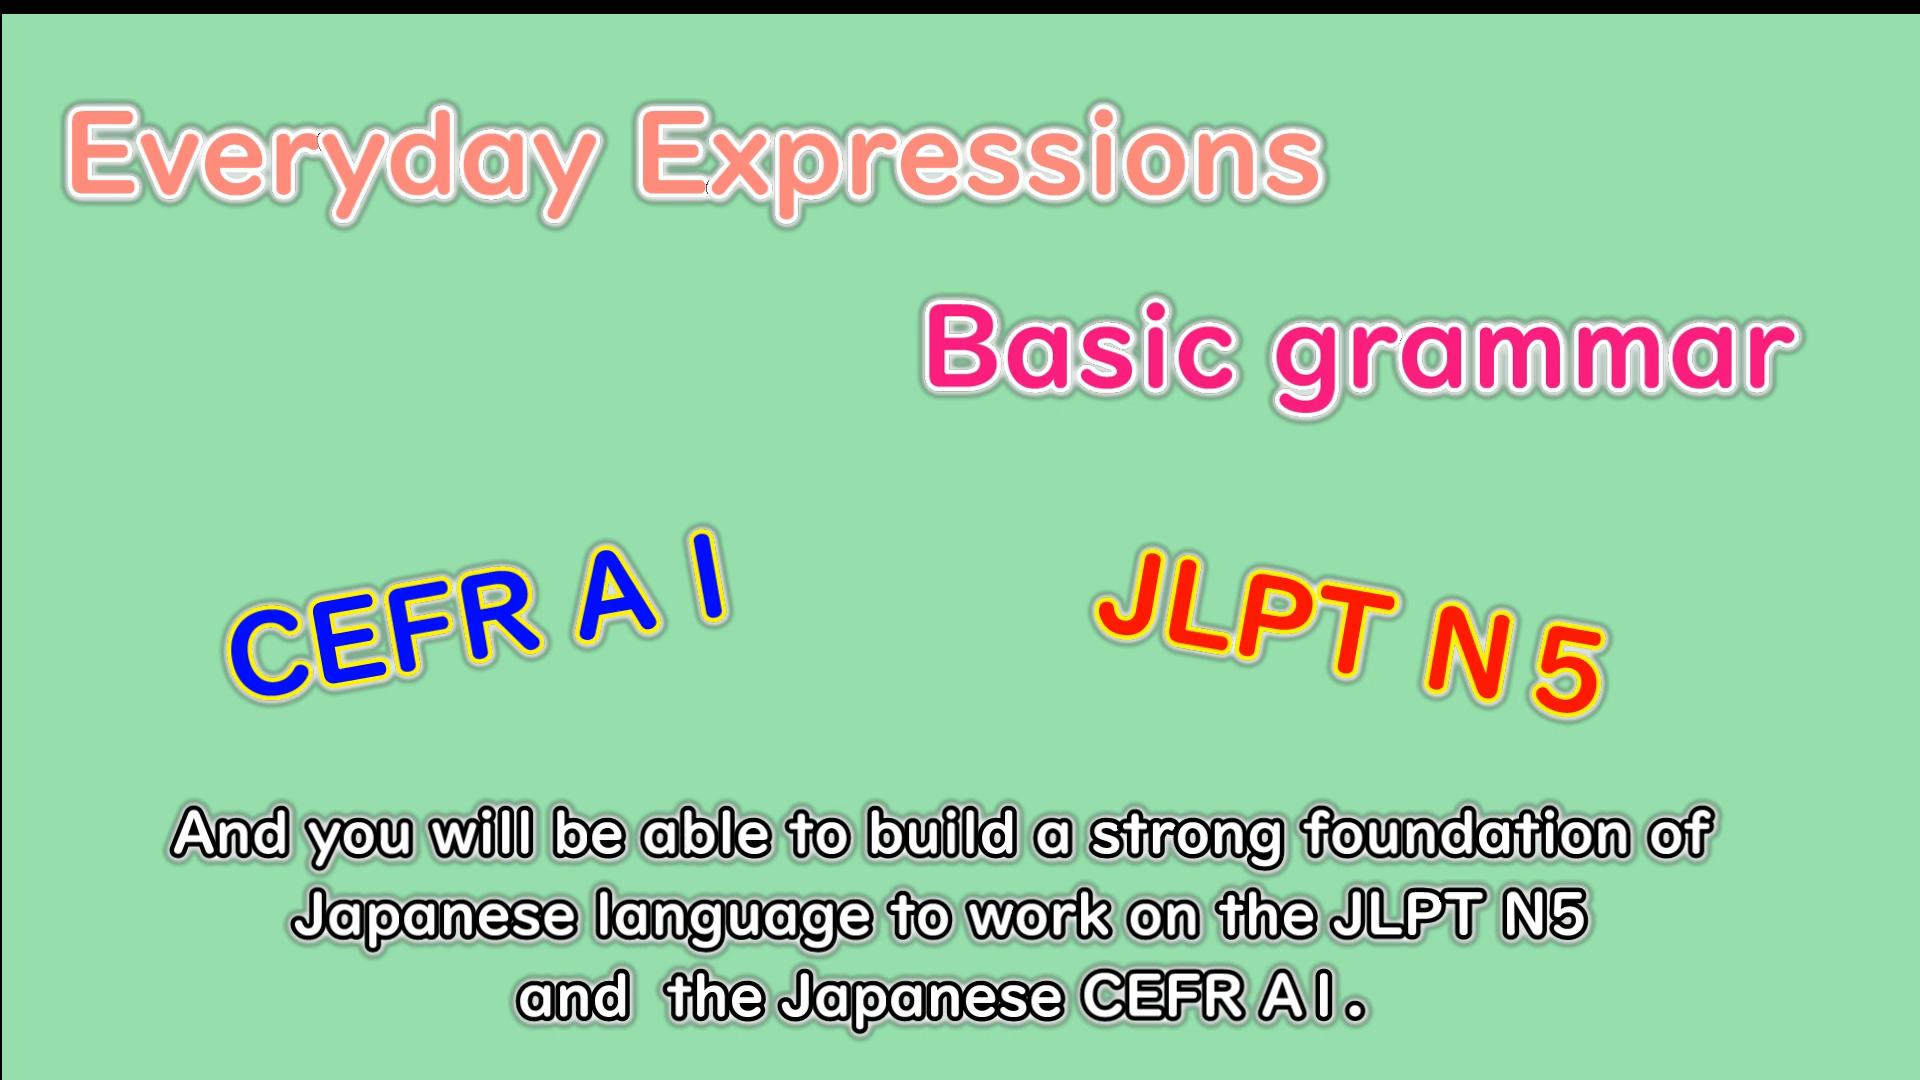 Everyday Expressions
Basic grammar
CEFR A1
JLPT N5
And you will be able to build a strong foundation of
Japanese language to work on the JLPT N5
and the Japanese CEFR A1.